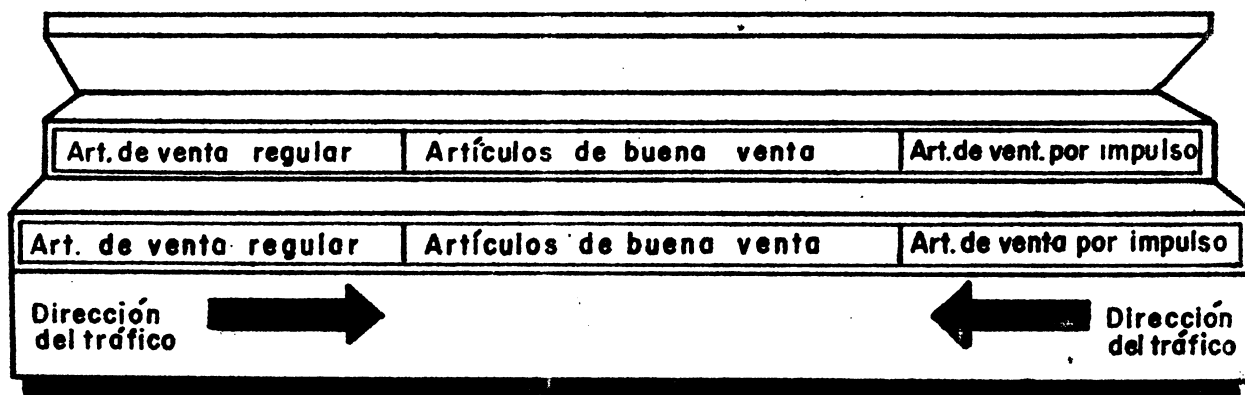 Art. de venta regular
Artículos de buena venta
Art.de vent.por impulso
Art. de venta regular
Artículos de buena venta
Art.de venta por impulso
Dirección
del tráfico
Dirección
del tráfico